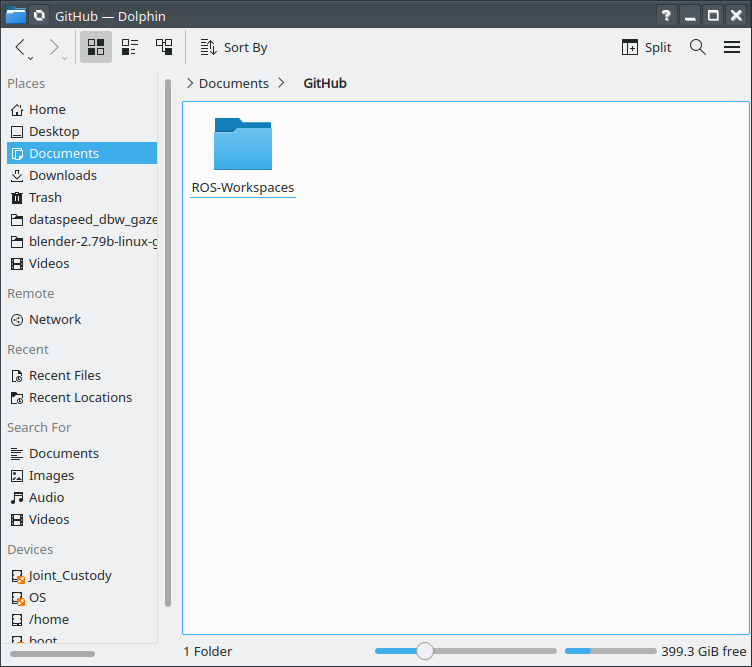 GitHub — Dolphin
Sort By
Split
Places
Home
Desktop
Documents
Downloads
Trash
dataspeed_dbw_gaze
blender-2.79b-linux-g
Videos
Remote
Network
Recent
Recent Files
Recent Locations
Search For
Documents
Images
Audio
Videos
Devices
Joint_Custody
OS
/home
boot
Documents GitHub
ROS-Workspaces
1 Folder
399.3 GiB free